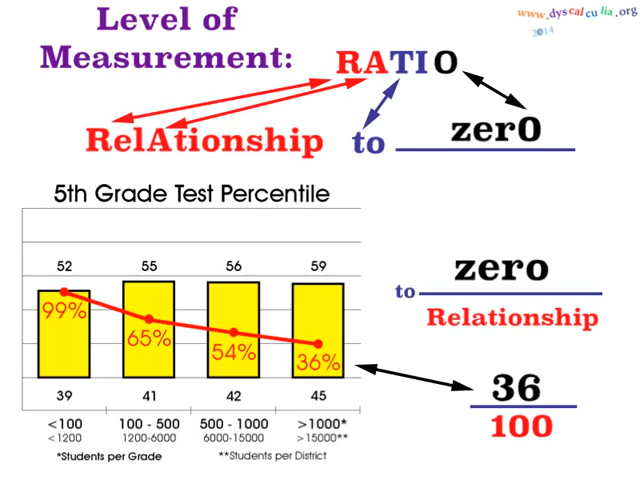 www.dyscalculia.org
2014
Level of
Measurement:
RATIO
RelAtionship to zer0
5th Grade Test Percentile
52 55 56 59
99% 65% 54% 36%
39 41 42 45
<100 100 - 500 500 - 1000 >1000*
<1200 1200-6000 6000-15000 >15000**
*Students per Grade **Students per District
zero
to
Relationship
36
100